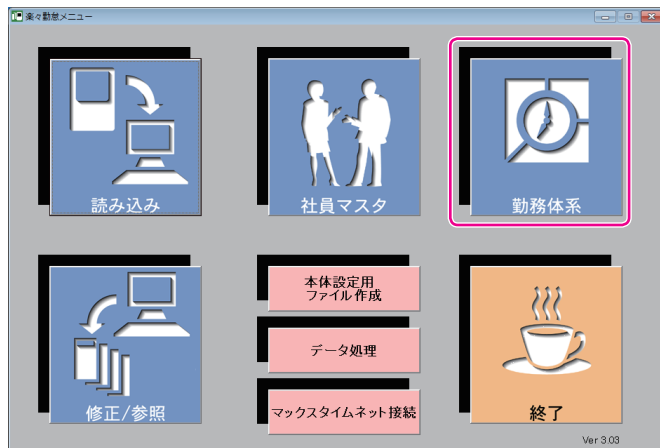 楽々勤怠メニュー
読み込み
社員マスタ
勤務体系
修正/参照
本体設定用
ファイル作成
データ処理
マックスタイムネット接続
終了
Ver 3.03